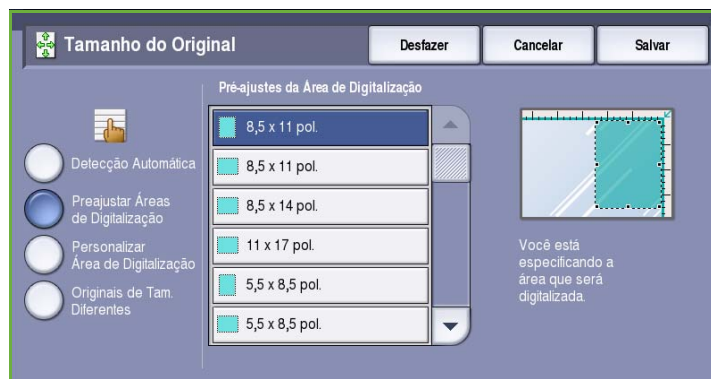 Tamanho do Original
Desfazer
Cancelar
Salvar
Pré-ajustes da Área de Digitalização
Detecção Automática
Preajustar Áreas
de Digitalização
Personalizar
Área de Digitalização
Originais de Tam.
Diferentes
8,5 x 11 pol.
8,5 x 11 pol.
8,5 x 14 pol.
11 x 17 pol.
5,5 x 8,5 pol.
5,5 x 8,5 pol.
Você está
especificando a
área que será
digitalizada.